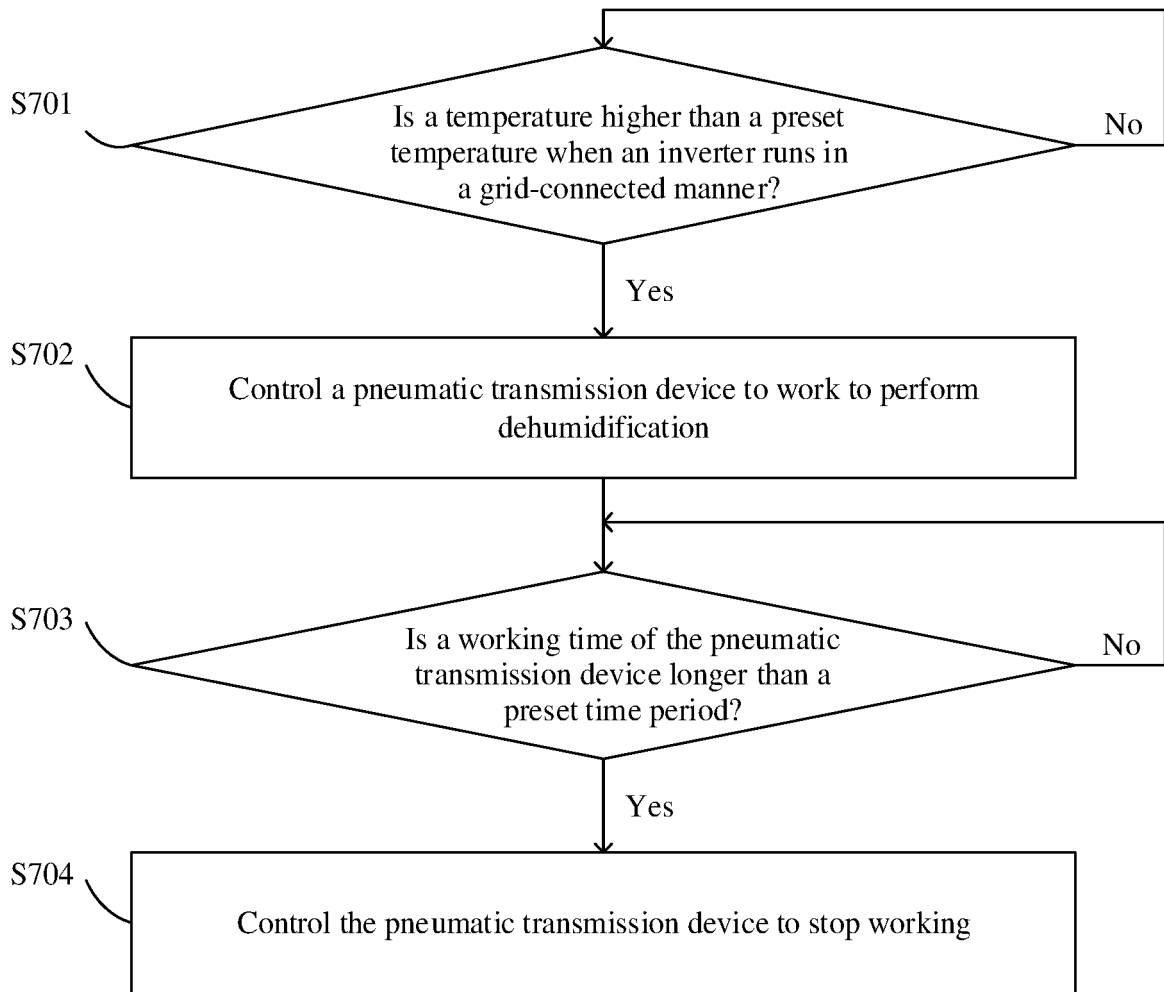 S701
Is a temperature higher than a preset
temperature when an inverter runs in
a grid-connected manner?
No
Yes
S702
Control a pneumatic transmission device to work to perform
dehumidification
S703
Is a working time of the pneumatic
transmission device longer than a
preset time period?
No
Yes
S704
Control the pneumatic transmission device to stop working